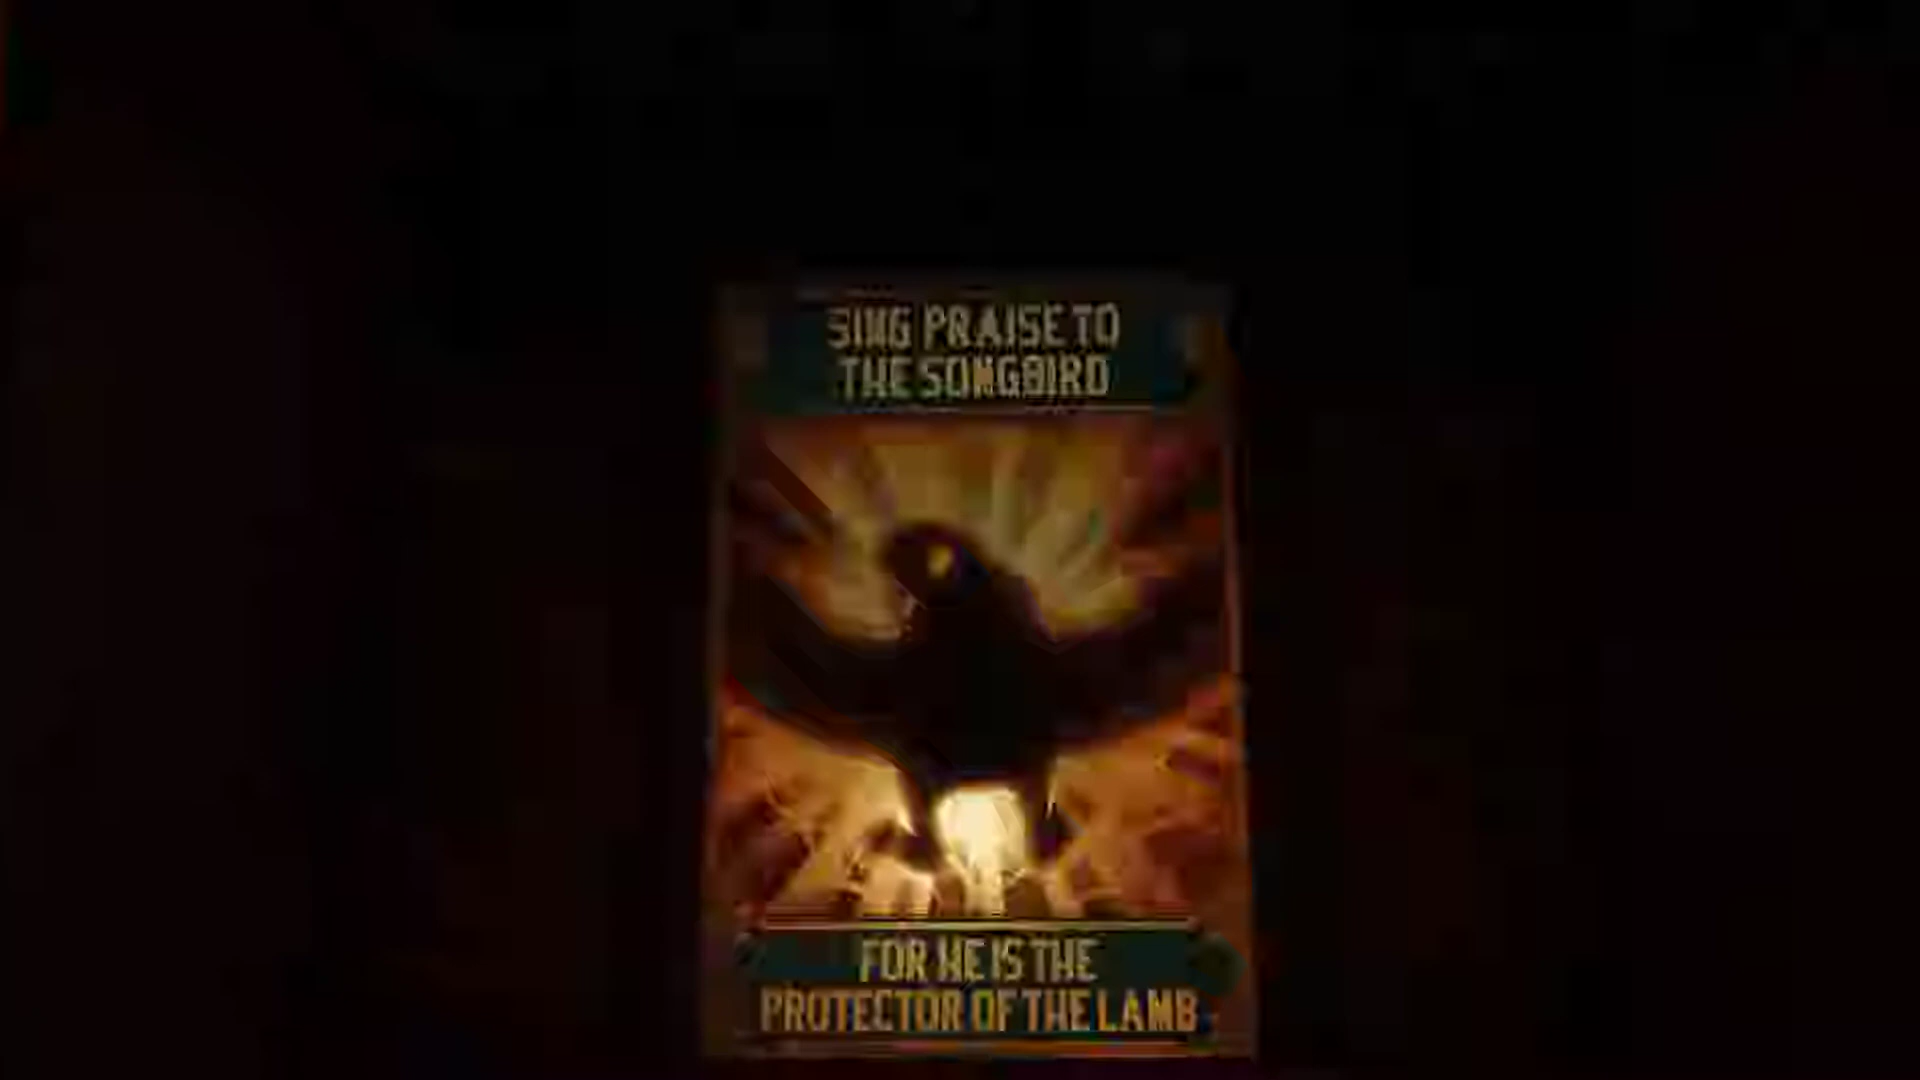 SING PRAISE TO
THE SONGBIRD
FOR HE IS THE
PROTECTOR OF THE LAMB